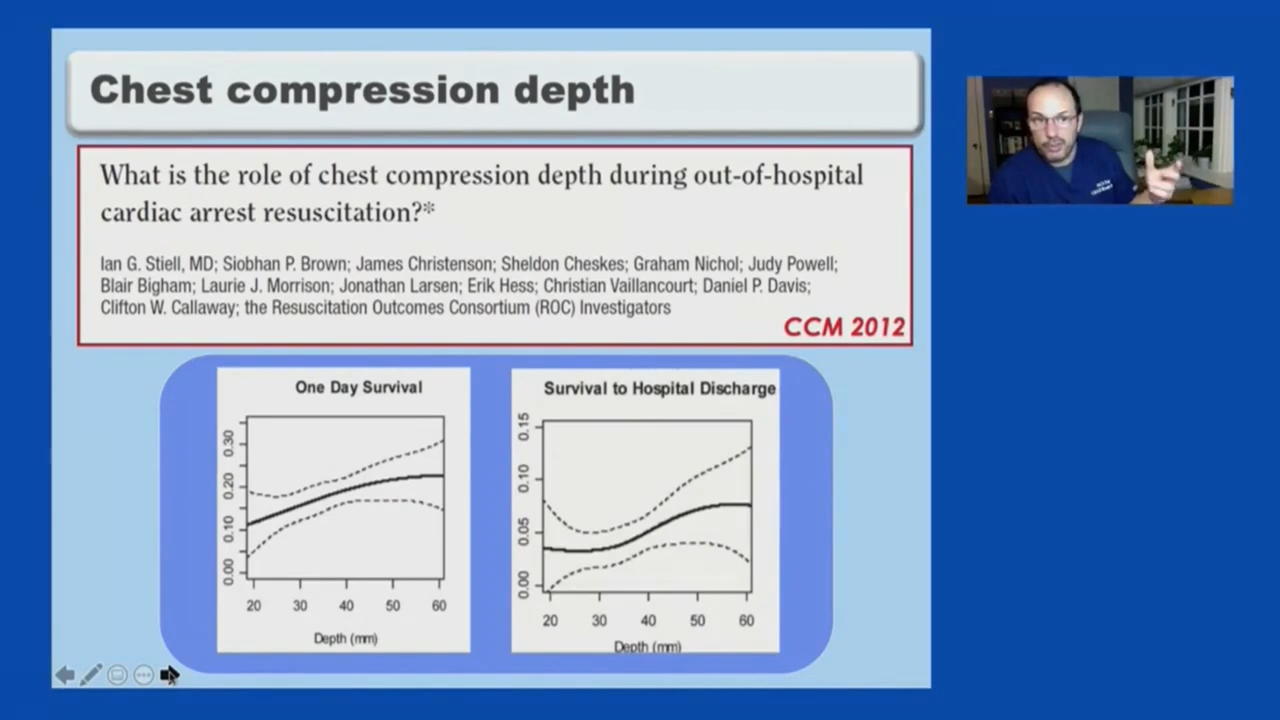 Chest compression depth
What is the role of chest compression depth during out-of-hospital
cardiac arrest resuscitation?*
Ian G. Stiell, MD; Siobhan P. Brown; James Christenson; Sheldon Cheskes; Graham Nichol; Judy Powell;
Blair Bigham; Laurie J. Morrison; Jonathan Larsen; Erik Hess; Christian Vaillancourt; Daniel P. Davis;
Clifton W. Callaway; the Resuscitation Outcomes Consortium (ROC) Investigators
CCM 2012
One Day Survival
0.30
0.20
0.10
0.00
20 30 40 50 60
Depth (mm)
Survival to Hospital Discharge
0.15
0.10
0.05
0.00
20 30 40 50 60
Depth (mm)